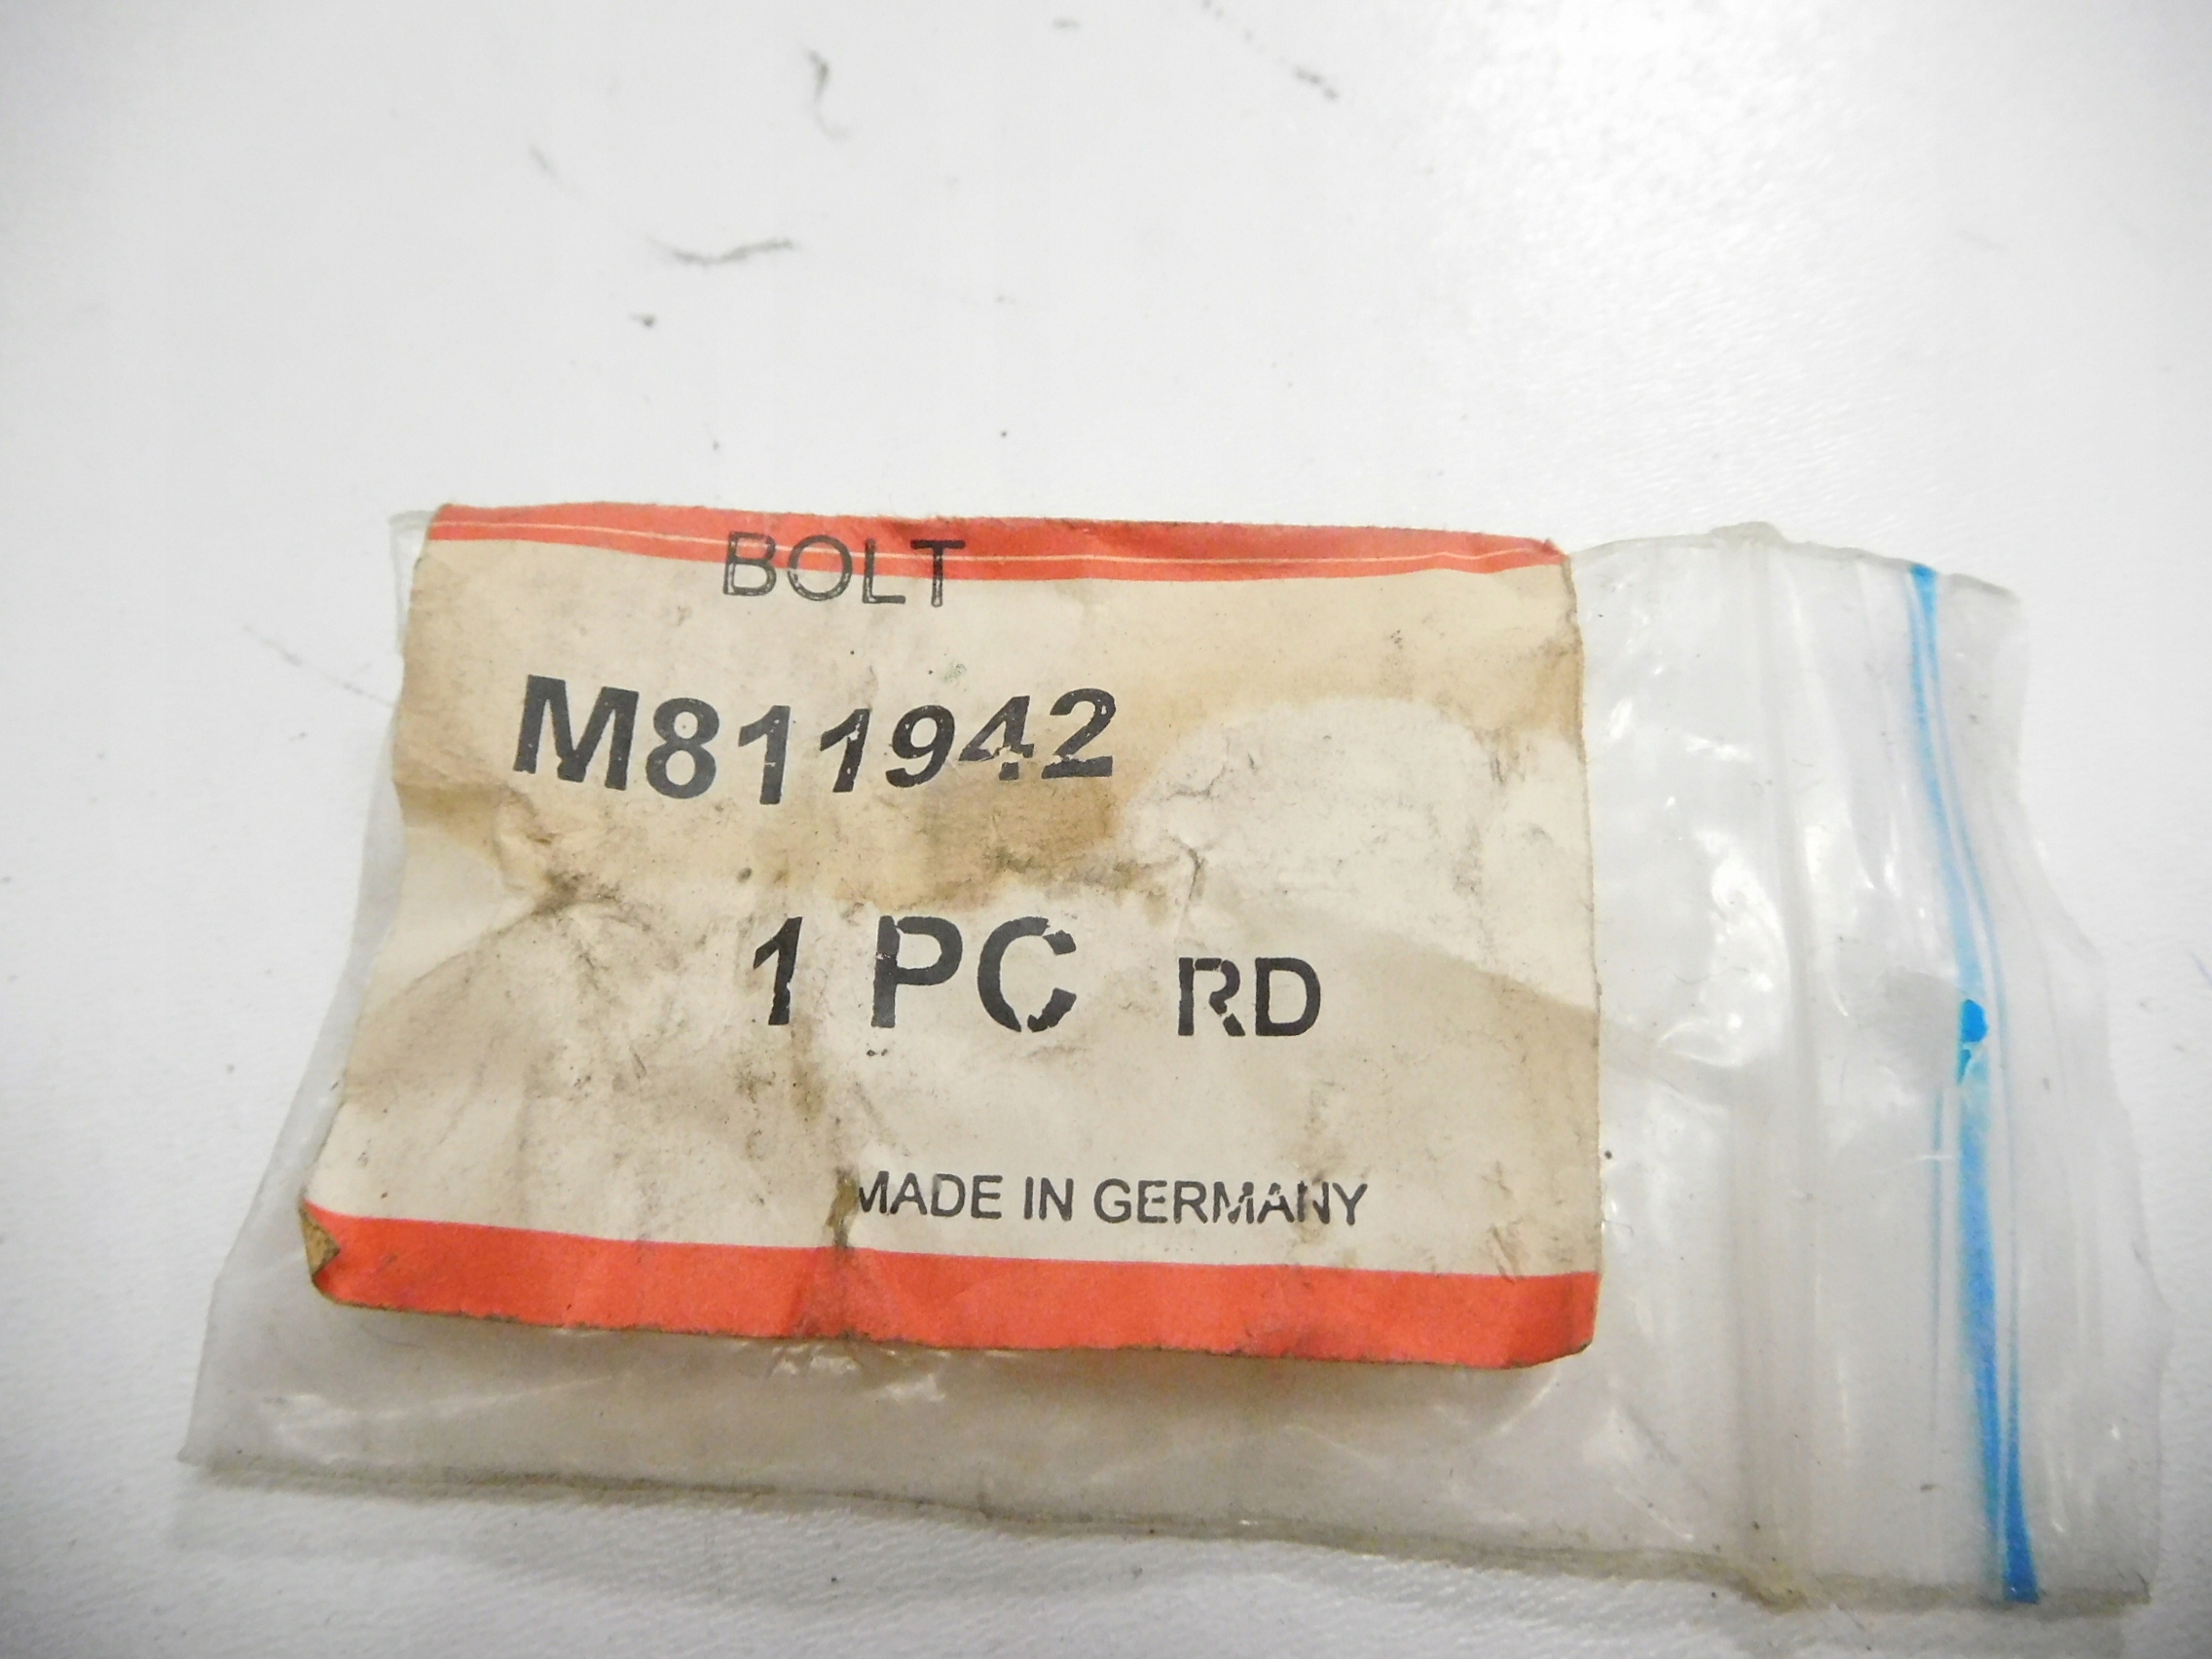 BOLT
M811942
1 PC RD
MADE IN GERMANY